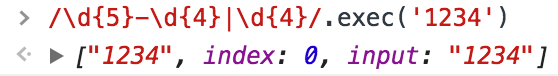 > /\d{5}-\d{4}|\d{4}/.exec('1234')
<· ▶ ["1234", index: 0, input: "1234"]